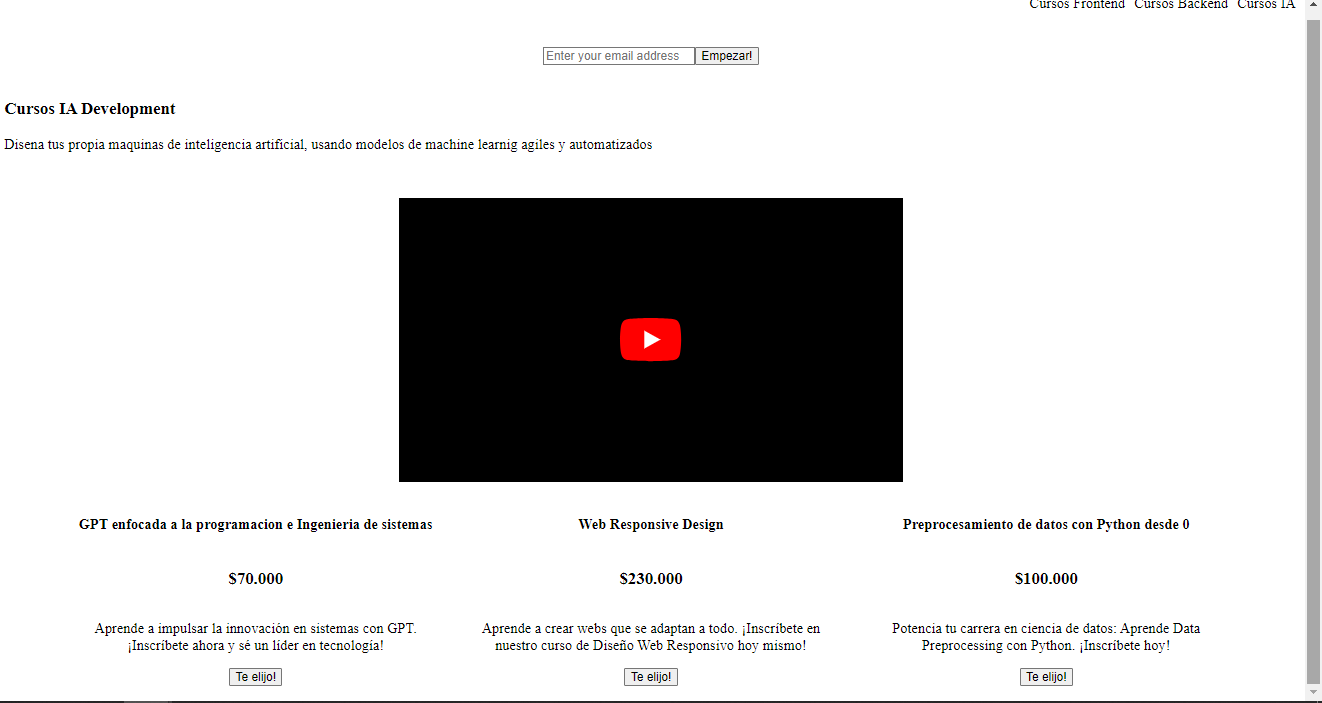 Cursos Frontend Cursos Backend Cursos IA
Enter your email address Empezar!
Cursos IA Development
Disena tus propia maquinas de inteligencia artificial, usando modelos de machine learnig agiles y automatizados
GPT enfocada a la programacion e Ingenieria de sistemas
$70.000
Aprende a impulsar la innovación en sistemas con GPT.
¡Inscríbete ahora y sé un líder en tecnología!
Te elijo!
Web Responsive Design
$230.000
Aprende a crear webs que se adaptan a todo. ¡Inscríbete en
nuestro curso de Diseño Web Responsivo hoy mismo!
Te elijo!
Preprocesamiento de datos con Python desde 0
$100.000
Potencia tu carrera en ciencia de datos: Aprende Data
Preprocessing con Python. ¡Inscríbete hoy!
Te elijo!